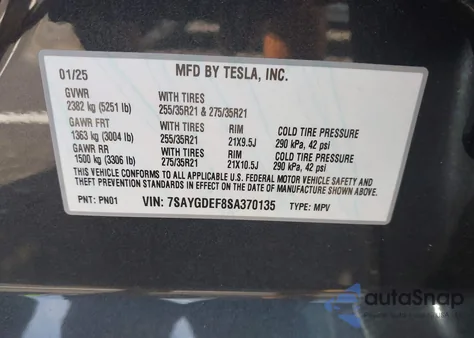 01/25 MFD BY TESLA, INC.
GVWR WITH TIRES
2382 kg (5251 lb) 255/35R21 & 275/35R21
GAWR FRT WITH TIRES RIM COLD TIRE PRESSURE
1363 kg (3004 lb) 255/35R21 21X9.5J 290 kPa, 42 psi
GAWR RR WITH TIRES RIM COLD TIRE PRESSURE
1500 kg (3306 lb) 275/35R21 21X10.5J 290 kPa, 42 psi
THIS VEHICLE CONFORMS TO ALL APPLICABLE U.S. FEDERAL MOTOR VEHICLE SAFETY AND
THEFT PREVENTION STANDARDS IN EFFECT ON THE DATE OF MANUFACTURE SHOWN ABOVE.
PNT: PN01 VIN: 7SAYGDEF8SA370135 TYPE: MPV
autoSnap